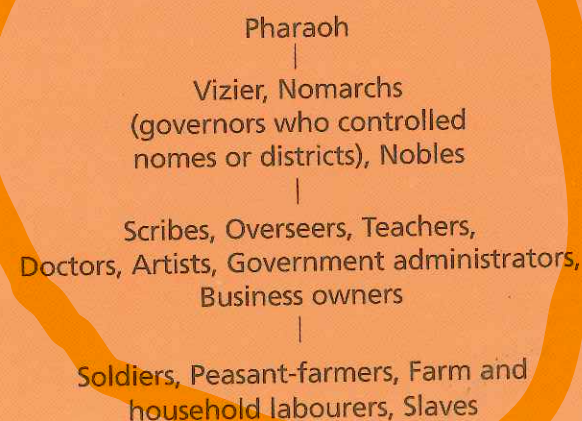 Pharaoh
Vizier, Nomarchs
(governors who controlled
nomes or districts), Nobles
Scribes, Overseers, Teachers,
Doctors, Artists, Government administrators,
Business owners
Soldiers, Peasant-farmers, Farm and
household labourers, Slaves